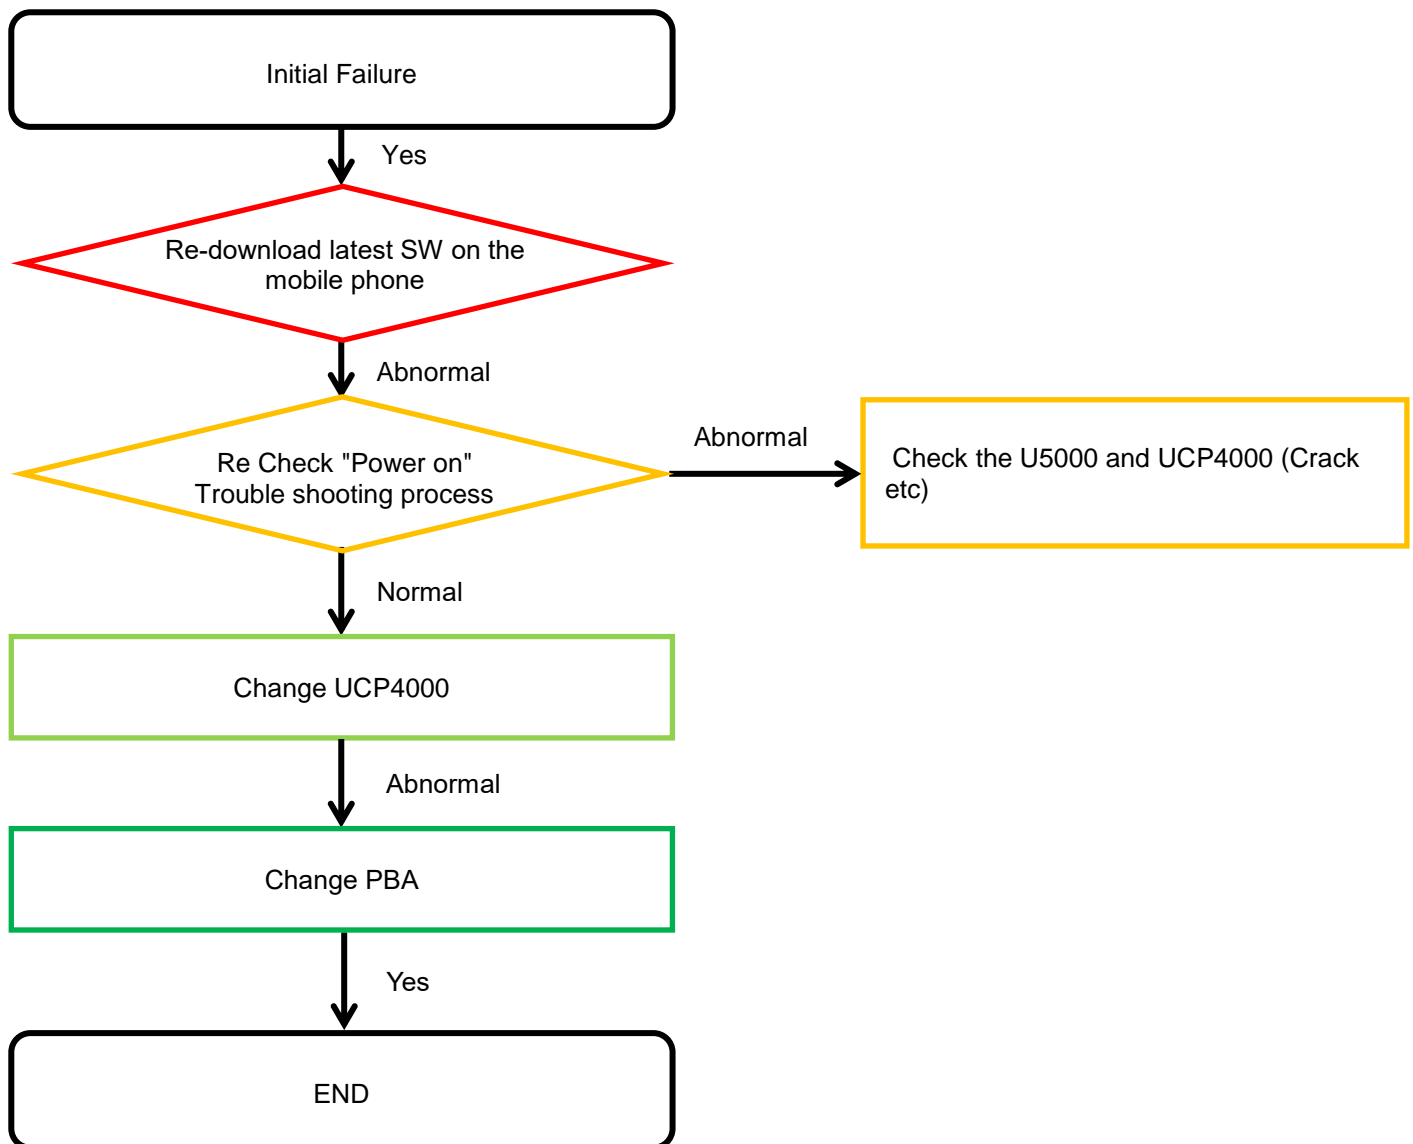 Initial Failure
Yes
Re-download latest SW on the
mobile phone
Abnormal
Re Check "Power on"
Trouble shooting process
Abnormal
Check the U5000 and UCP4000 (Crack
etc)
Normal
Change UCP4000
Abnormal
Change PBA
Yes
END